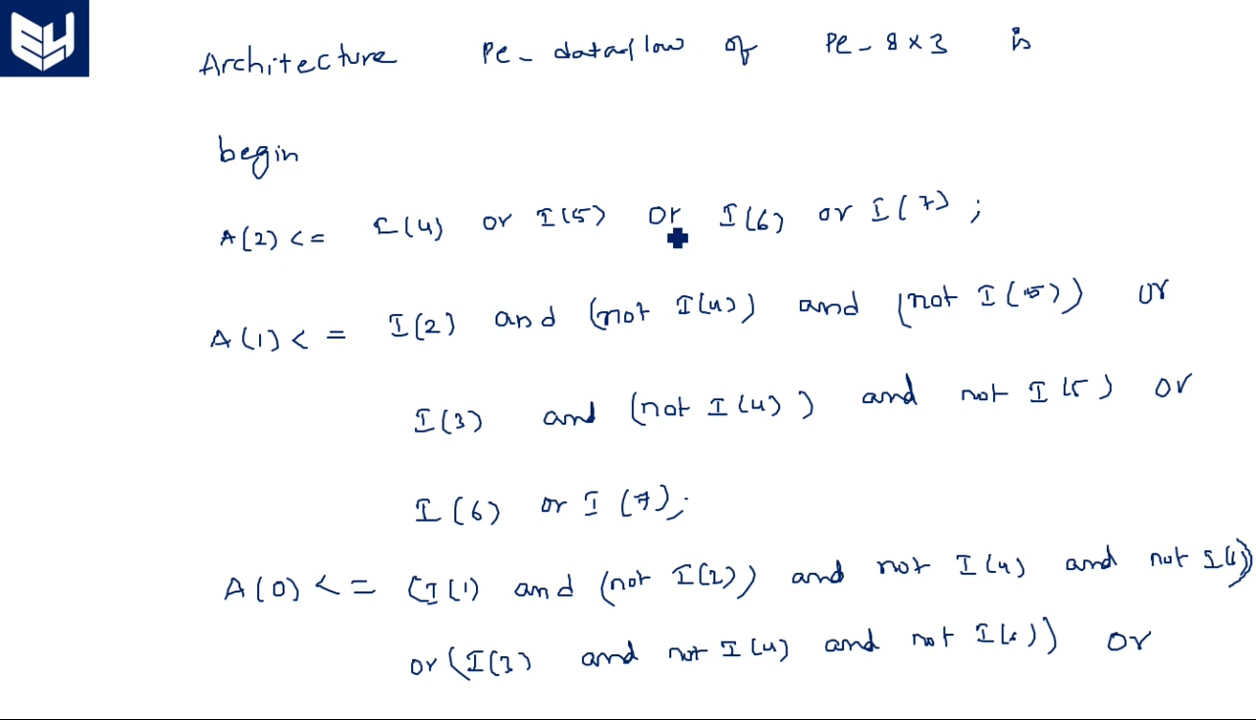 Architecture PE_dataflow of PE_8x3 is
begin
A(2) <= I(4) or I(5) or I(6) or I(7);
A(1) <= I(2) and (not I(4)) and (not I(5)) or
I(3) and (not I(4)) and not I(5) or
I(6) or I(7);
A(0) <= (I(1) and (not I(2)) and not I(4) and not I(6))
or (I(3) and not I(4) and not I(6)) or